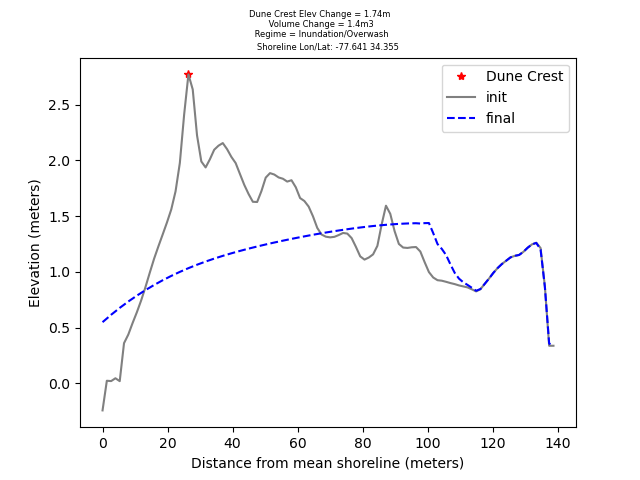 Dune Crest Elev Change = 1.74m
Volume Change = 1.4m3
Regime = Inundation/Overwash
Shoreline Lon/Lat: -77.641 34.355
Dune Crest
init
final
2.5
2.0
1.5
1.0
0.5
0.0
Elevation (meters)
0 20 40 60 80 100 120 140
Distance from mean shoreline (meters)